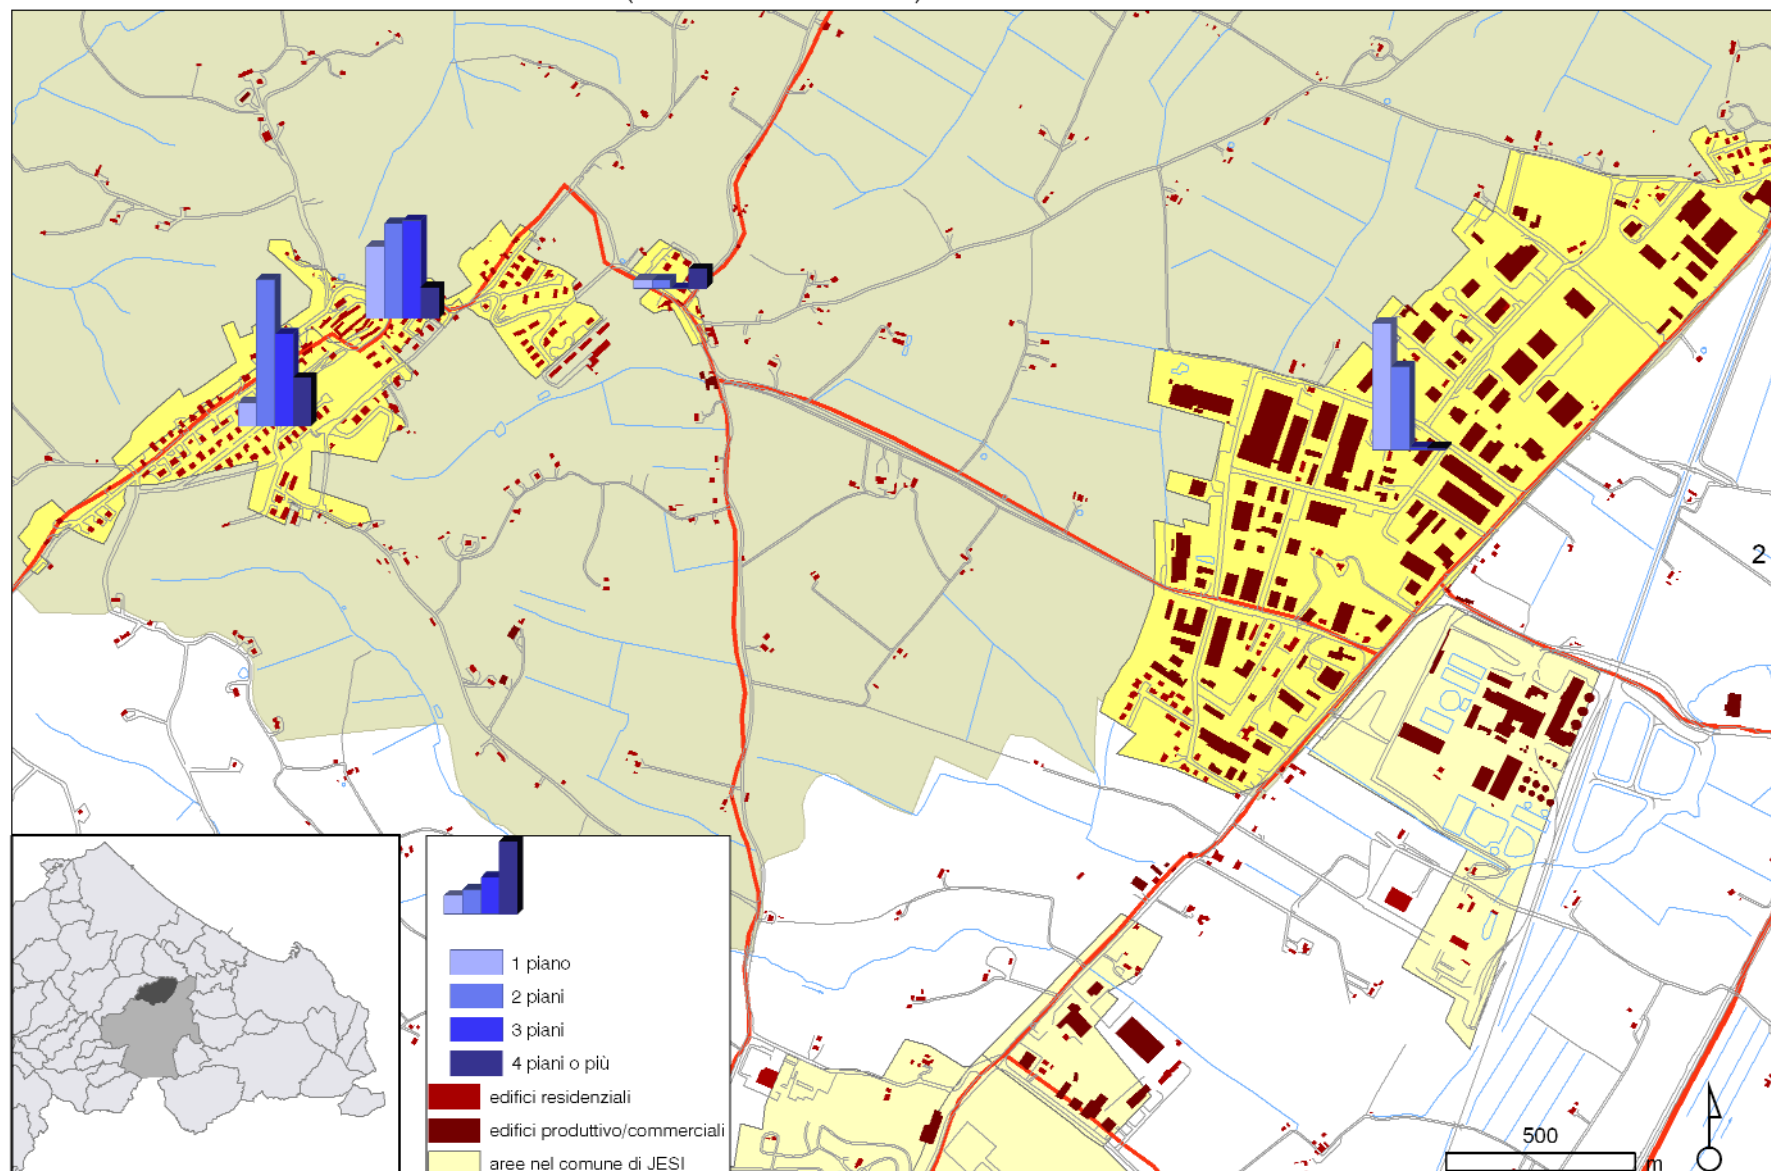 2
1 piano
2 piani
3 piani
4 piani o più
edifici residenziali
edifici produttivo/commerciali
aree nel comune di JESI
500
m